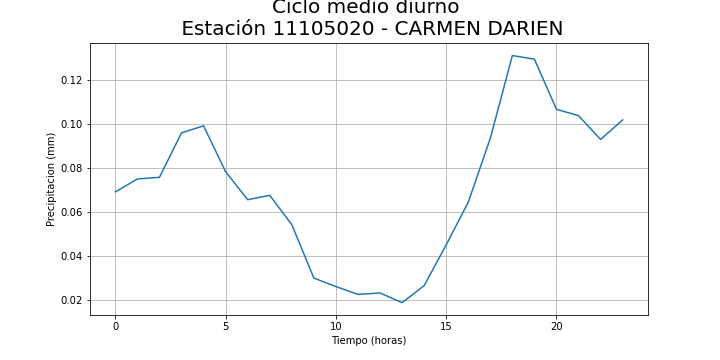 Ciclo medio diurno
Estación 11105020 - CARMEN DARIEN
0.12
0.10
0.08
0.06
0.04
0.02
Precipitacion (mm)
0 5 10 15 20
Tiempo (horas)